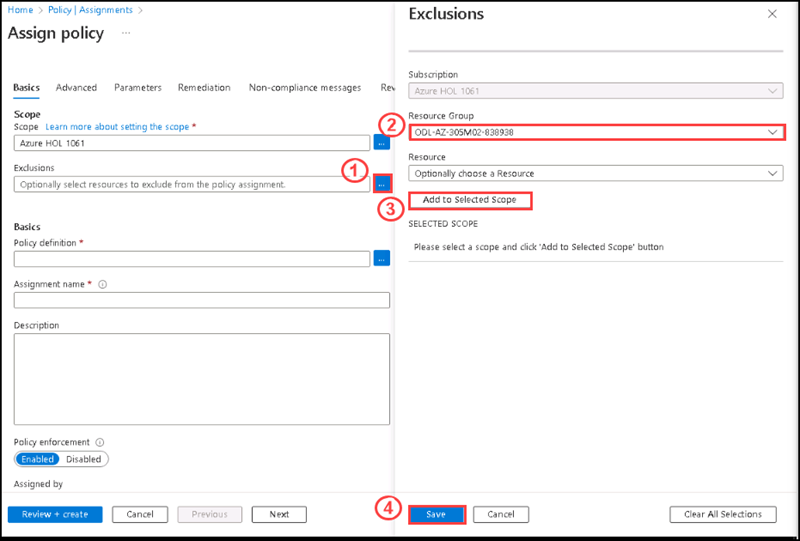 Home > Policy | Assignments >
Assign policy ...
Basics Advanced Parameters Remediation Non-compliance messages Rev
Scope
Scope Learn more about setting the scope *
Azure HOL 1061
...
Exclusions
1
Optionally select resources to exclude from the policy assignment.
...
Basics
Policy definition *
...
Assignment name *
Description
Policy enforcement
Enabled Disabled
Assigned by
Review + create Cancel Previous Next
Exclusions
Subscription
Azure HOL 1061
2
Resource Group
ODL-AZ-305M02-838938
Resource
Optionally choose a Resource
3
Add to Selected Scope
SELECTED SCOPE
Please select a scope and click 'Add to Selected Scope' button
4
Save Cancel Clear All Selections